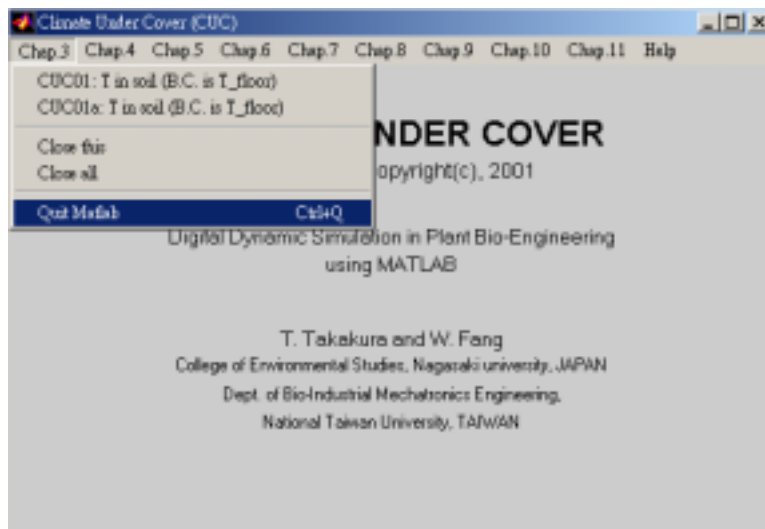 Climate Under Cover (CUC)
Chap.3 Chap.4 Chap.5 Chap.6 Chap.7 Chap.8 Chap.9 Chap.10 Chap.11 Help
CUC01: T in soil (B.C. is T_floor)
CUC01a: T in soil (B.C. is T_floor)
Close this
Close all
Quit Matlab Ctrl+Q
NDER COVER
opyright(c), 2001
Digital Dynamic Simulation in Plant Bio-Engineering
using MATLAB
T. Takakura and W. Fang
College of Environmental Studies, Nagasaki university, JAPAN
Dept. of Bio-Industrial Mechatronics Engineering,
National Taiwan University, TAIWAN